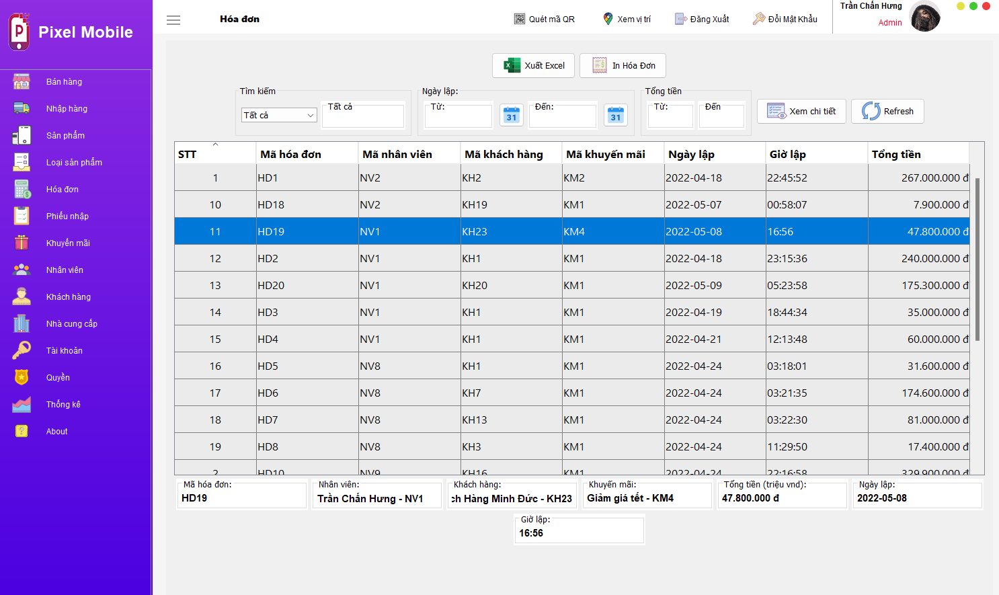 Pixel Mobile
Hóa đơn
Quét mã QR
Xem vị trí
Đăng Xuất
Đổi Mật Khẩu
Trần Chấn Hưng
Admin
Bán hàng
Nhập hàng
Sản phẩm
Loại sản phẩm
Hóa đơn
Phiếu nhập
Khuyến mãi
Nhân viên
Khách hàng
Nhà cung cấp
Tài khoản
Quyền
Thống kê
About
Xuất Excel
In Hóa Đơn
Tìm kiếm
Tất cả
Tất cả
Ngày lập:
Từ:
31
Đến:
31
Tổng tiền
Từ:
Đến
Xem chi tiết
Refresh
STT Mã hóa đơn Mã nhân viên Mã khách hàng Mã khuyến mãi Ngày lập Giờ lập Tổng tiền
1 HD1 NV2 KH2 KM2 2022-04-18 22:45:52 267.000.000 đ
10 HD18 NV2 KH19 KM1 2022-05-07 00:58:07 7.900.000 đ
11 HD19 NV1 KH23 KM4 2022-05-08 16:56 47.800.000 đ
12 HD2 NV1 KH1 KM1 2022-04-18 23:15:36 240.000.000 đ
13 HD20 NV1 KH20 KM1 2022-05-09 05:23:58 175.300.000 đ
14 HD3 NV1 KH1 KM1 2022-04-19 18:44:34 35.000.000 đ
15 HD4 NV1 KH1 KM1 2022-04-21 12:13:48 60.000.000 đ
16 HD5 NV8 KH1 KM1 2022-04-24 03:18:01 31.600.000 đ
17 HD6 NV8 KH7 KM1 2022-04-24 03:21:35 174.600.000 đ
18 HD7 NV8 KH13 KM1 2022-04-24 03:22:30 81.000.000 đ
19 HD8 NV8 KH3 KM1 2022-04-24 11:29:50 17.400.000 đ
2 HD10 NV9 KH16 KM1 2022-04-24 22:16:58 329.900.000 đ
Mã hóa đơn:
HD19
Nhân viên:
Trần Chấn Hưng - NV1
Khách hàng:
ch Hàng Minh Đức - KH23
Khuyến mãi:
Giảm giá tết - KM4
Tổng tiền (triệu vnd):
47.800.000 đ
Ngày lập:
2022-05-08
Giờ lập:
16:56